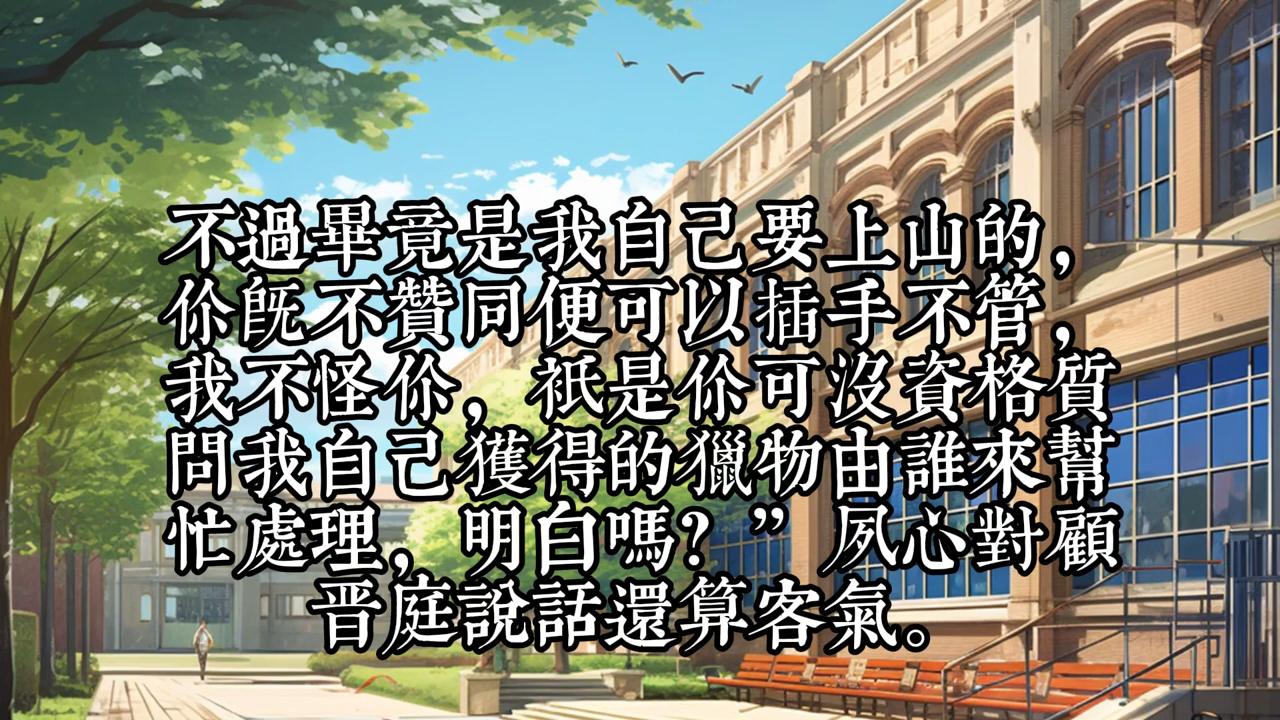 不過畢竟是我自己要上山的，
伱既不贊同便可以插手不管，
我不怪伱，衹是伱可沒資格質
問我自己獲得的獵物由誰來幫
忙處理，明白嗎？”夙心對顧
晋庭說話還算客氣。